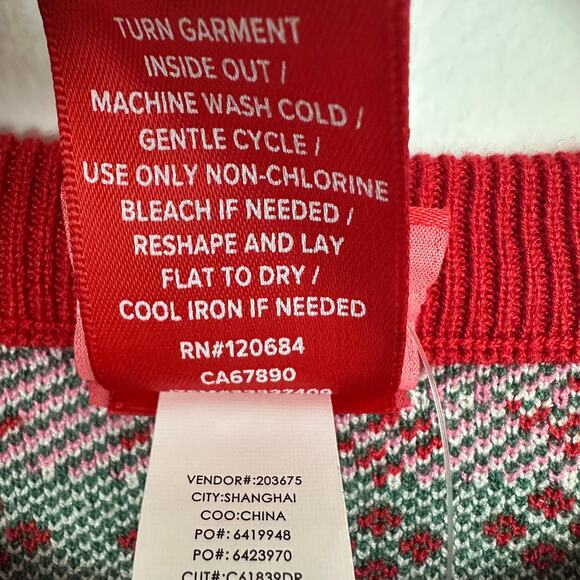 TURN GARMENT
INSIDE OUT /
MACHINE WASH COLD /
GENTLE CYCLE /
USE ONLY NON-CHLORINE
BLEACH IF NEEDED /
RESHAPE AND LAY
FLAT TO DRY /
COOL IRON IF NEEDED
RN#120684
CA67890
VENDOR#:203675
CITY:SHANGHAI
COO:CHINA
PO#: 6419948
PO#: 6423970
CUT#:C61839DR